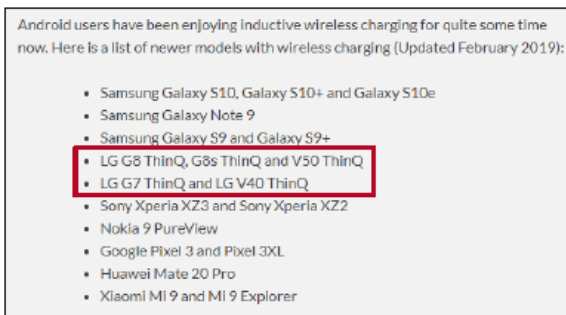 Android users have been enjoying inductive wireless charging for quite some time
now. Here is a list of newer models with wireless charging (Updated February 2019):
• Samsung Galaxy S10, Galaxy S10+ and Galaxy S10e
• Samsung Galaxy Note 9
• Samsung Galaxy S9 and Galaxy S9+
• LG G8 ThinQ, G8s ThinQ and V50 ThinQ
• LG G7 ThinQ and LG V40 ThinQ
• Sony Xperia XZ3 and Sony Xperia XZ2
• Nokia 9 PureView
• Google Pixel 3 and Pixel 3XL
• Huawei Mate 20 Pro
• Xiaomi Mi 9 and Mi 9 Explorer